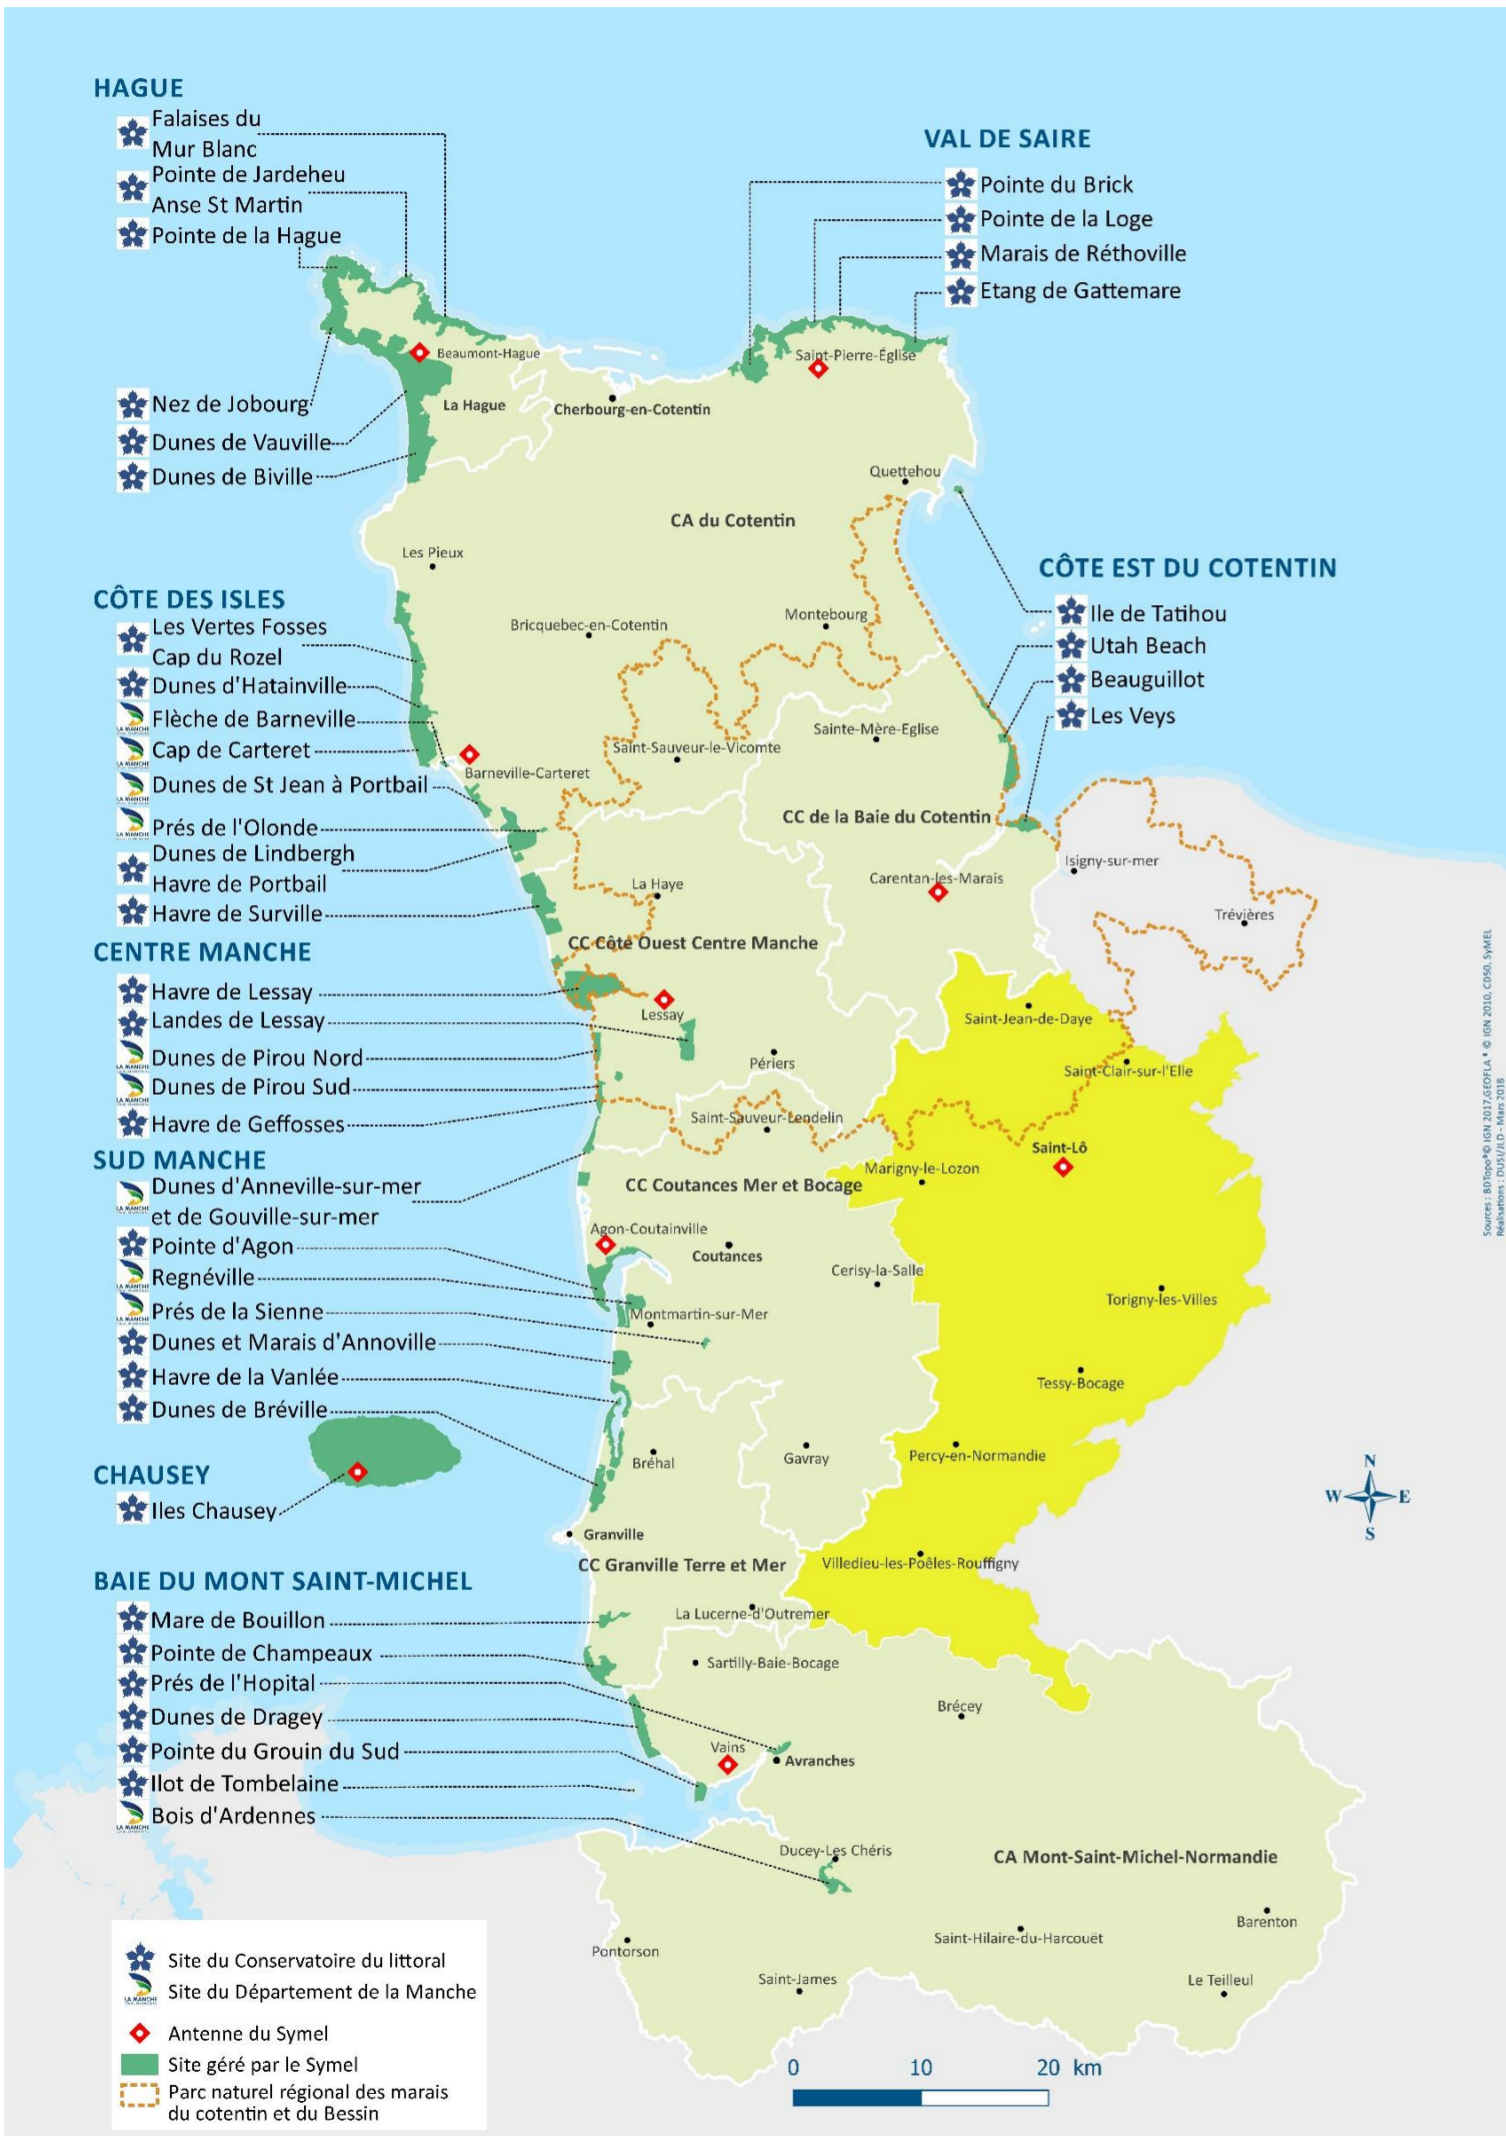 HAGUE
Falaises du
Mur Blanc
Pointe de Jardeheu
Anse St Martin
Pointe de la Hague
Nez de Jobourg
Dunes de Vauville
Dunes de Biville
VAL DE SAIRE
Pointe du Brick
Pointe de la Loge
Marais de Réthoville
Etang de Gattemare
CÔTE EST DU COTENTIN
Ile de Tatihou
Utah Beach
Beauguillot
Les Veys
CÔTE DES ISLES
Les Vertes Fosses
Cap du Rozel
Dunes d'Hatainville
Flèche de Barneville
Cap de Carteret
Dunes de St Jean à Portbail
Prés de l'Olonde
Dunes de Lindbergh
Havre de Portbail
Havre de Surville
CENTRE MANCHE
Havre de Lessay
Landes de Lessay
Dunes de Pirou Nord
Dunes de Pirou Sud
Havre de Geffosses
SUD MANCHE
Dunes d'Anneville-sur-mer
et de Gouville-sur-mer
Pointe d'Agon
Regnéville
Prés de la Sienne
Dunes et Marais d'Annoville
Havre de la Vanlée
Dunes de Bréville
CHAUSEY
Iles Chausey
BAIE DU MONT SAINT-MICHEL
Mare de Bouillon
Pointe de Champeaux
Prés de l'Hopital
Dunes de Dragey
Pointe du Grouin du Sud
Ilot de Tombelaine
Bois d'Ardennes
Beaumont-Hague
La Hague
Cherbourg-en-Cotentin
Saint-Pierre-Église
Quettehou
CA du Cotentin
Les Pieux
Bricquebec-en-Cotentin
Montebourg
Sainte-Mère-Eglise
Saint-Sauveur-le-Vicomte
Barneville-Carteret
CC de la Baie du Cotentin
Isigny-sur-mer
Carentan-les-Marais
La Haye
Trévières
CC Côte Ouest Centre Manche
Lessay
Saint-Jean-de-Daye
Périers
Saint-Clair-sur-l'Elle
Saint-Sauveur-Lendelin
Saint-Lô
Marigny-le-Lozon
CC Coutances Mer et Bocage
Agon-Coutainville
Coutances
Cerisy-la-Salle
Torigny-les-Villes
Montmartin-sur-Mer
Tessy-Bocage
Bréhal
Gavray
Percy-en-Normandie
Granville
CC Granville Terre et Mer
Villedieu-les-Poêles-Rouffigny
La Lucerne-d'Outremer
Sartilly-Baie-Bocage
Brécey
Vains
Avranches
Ducey-Les Chéris
CA Mont-Saint-Michel-Normandie
Barenton
Saint-Hilaire-du-Harcouët
Pontorson
Saint-James
Le Teilleul
N
W E
S
Sources : BDTopo®© IGN 2017,GEOFLA ® © IGN 2010, CD50, SyMEL
Réalisations : DUSI/JLD - Mars 2018
Site du Conservatoire du littoral
LA MANCHE
Site du Département de la Manche
Antenne du Symel
Site géré par le Symel
Parc naturel régional des marais
du cotentin et du Bessin
0 10 20 km